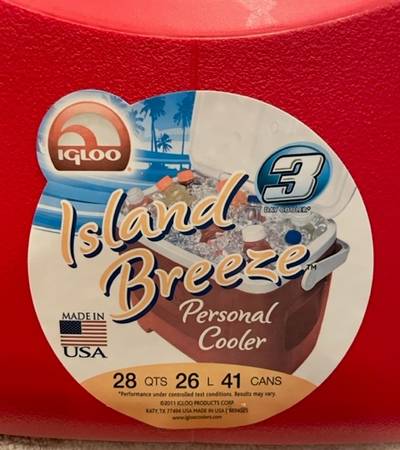 IGLOO
3
DAY COOLER*
Island
Breeze™
Personal
Cooler
MADE IN
USA
28 QTS 26 L 41 CANS
*Performance under controlled test conditions. Results may vary.
©2011 IGLOO PRODUCTS CORP.
KATY, TX 77494 USA MADE IN USA |
www.igloocoolers.com